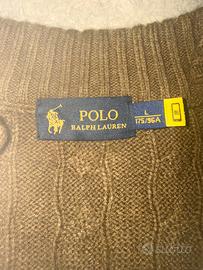 POLO
RALPH LAUREN
L
175/96A
Subito